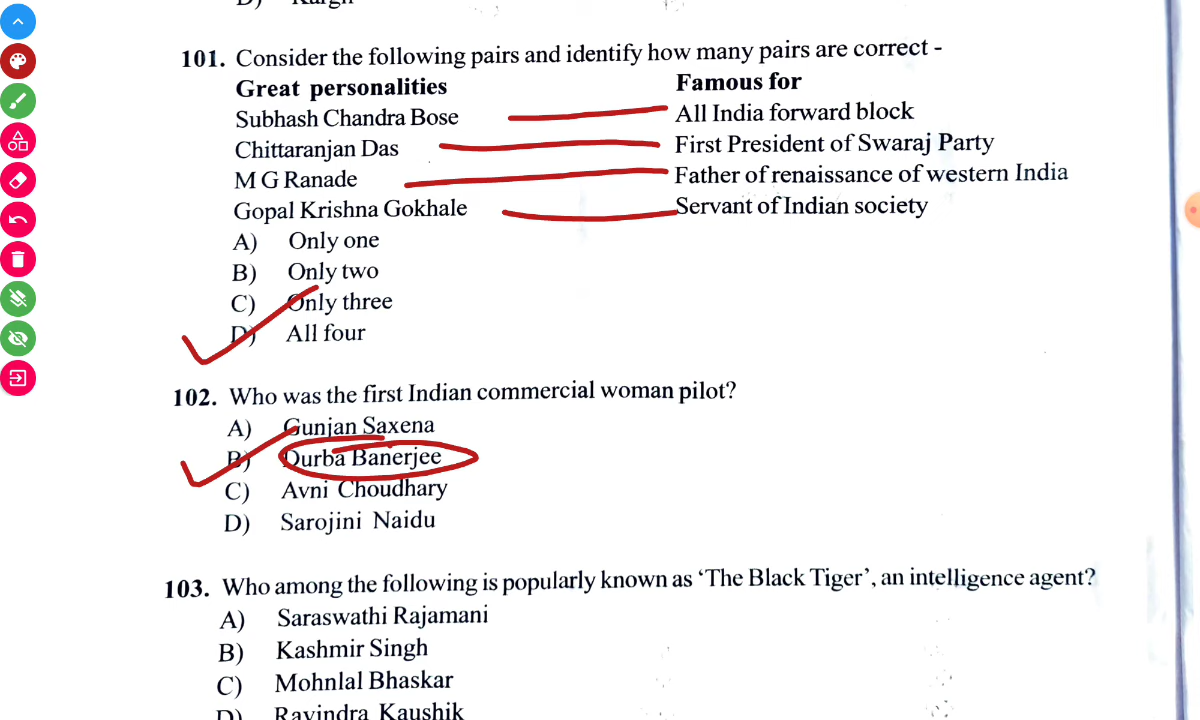 101. Consider the following pairs and identify how many pairs are correct -
Great personalities Famous for
Subhash Chandra Bose All India forward block
Chittaranjan Das First President of Swaraj Party
M G Ranade Father of renaissance of western India
Gopal Krishna Gokhale Servant of Indian society
A) Only one
B) Only two
C) Only three
D) All four
102. Who was the first Indian commercial woman pilot?
A) Gunjan Saxena
B) Durba Banerjee
C) Avni Choudhary
D) Sarojini Naidu
103. Who among the following is popularly known as ‘The Black Tiger’, an intelligence agent?
A) Saraswathi Rajamani
B) Kashmir Singh
C) Mohnlal Bhaskar
D) Ravindra Kaushik